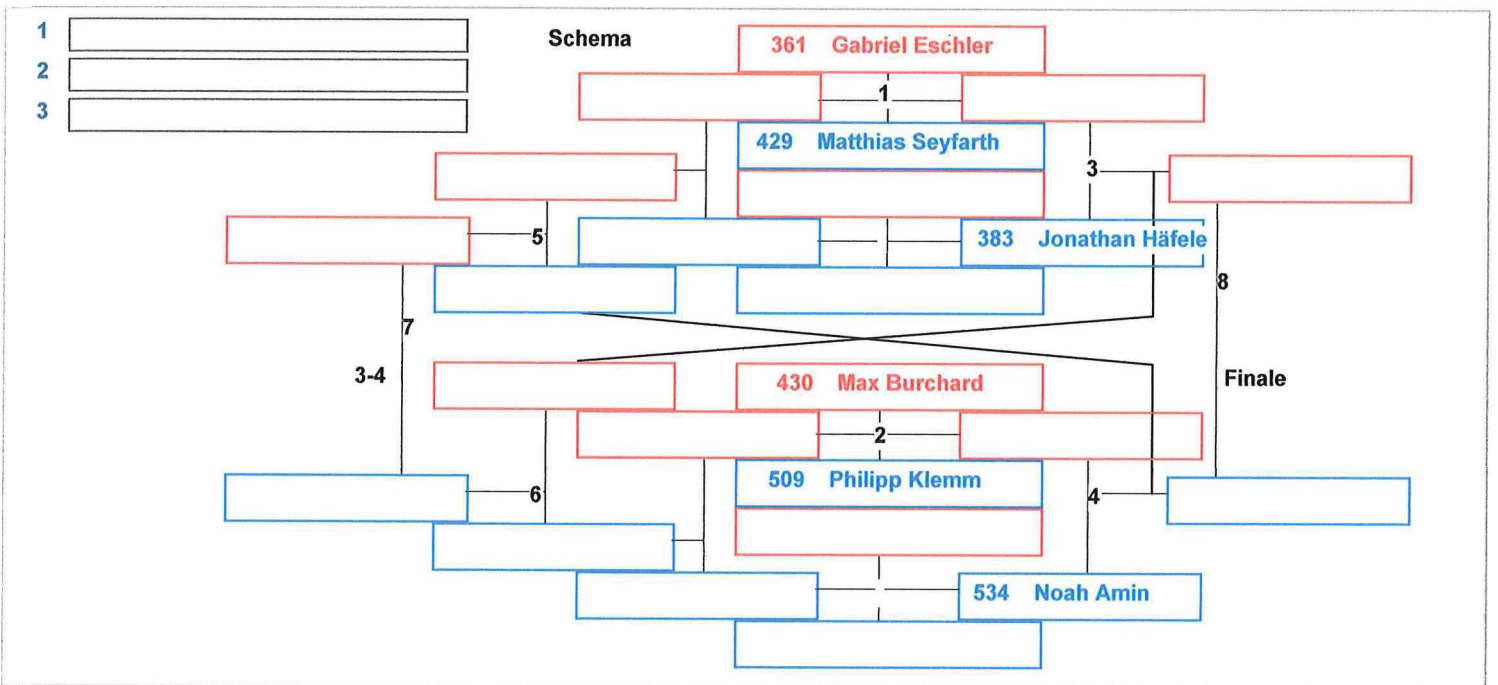 1
2
3
Schema
361 Gabriel Eschler
1
429 Matthias Seyfarth
3
5
383 Jonathan Häfele
8
7
3-4
430 Max Burchard
Finale
2
509 Philipp Klemm
6
4
534 Noah Amin